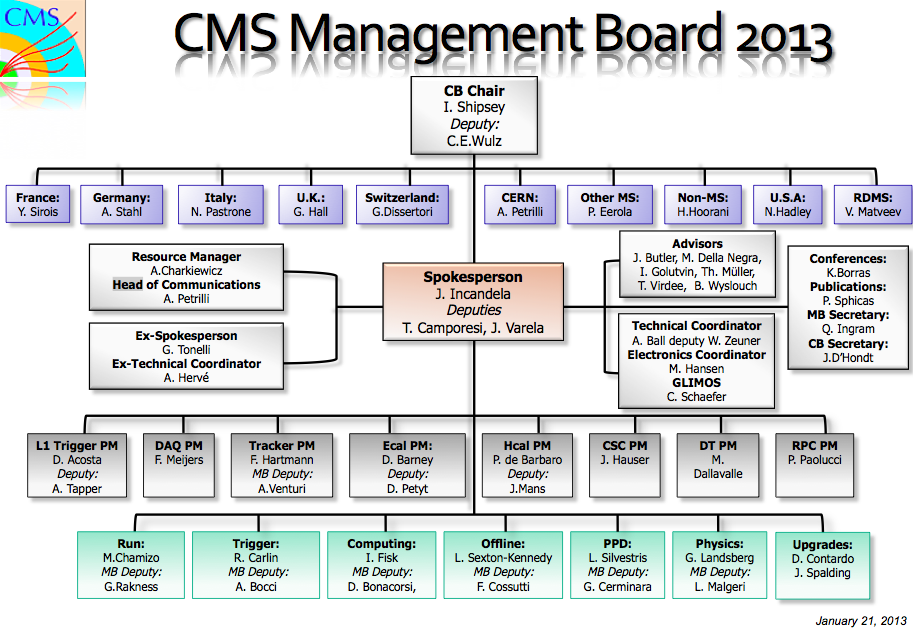 CMS
CMS Management Board 2013
CB Chair
I. Shipsey
Deputy:
C.E.Wulz
France:
Y. Sirois
Germany:
A. Stahl
Italy:
N. Pastrone
U.K.:
G. Hall
Switzerland:
G.Dissertori
CERN:
A. Petrilli
Other MS:
P. Eerola
Non-MS:
H.Hoorani
U.S.A:
N.Hadley
RDMS:
V. Matveev
Resource Manager
A.Charkiewicz
Head of Communications
A. Petrilli
Ex-Spokesperson
G. Tonelli
Ex-Technical Coordinator
A. Hervé
Spokesperson
J. Incandela
Deputies
T. Camporesi, J. Varela
Advisors
J. Butler, M. Della Negra,
I. Golutvin, Th. Müller,
T. Virdee, B. Wyslouch
Technical Coordinator
A. Ball deputy W. Zeuner
Electronics Coordinator
M. Hansen
GLIMOS
C. Schaefer
Conferences:
K.Borras
Publications:
P. Sphicas
MB Secretary:
Q. Ingram
CB Secretary:
J.D’Hondt
L1 Trigger PM
D. Acosta
Deputy:
A. Tapper
DAQ PM
F. Meijers
Tracker PM
F. Hartmann
MB Deputy:
A.Venturi
Ecal PM:
D. Barney
Deputy:
D. Petyt
Hcal PM
P. de Barbaro
Deputy:
J.Mans
CSC PM
J. Hauser
DT PM
M.
Dallavalle
RPC PM
P. Paolucci
Run:
M.Chamizo
MB Deputy:
G.Rakness
Trigger:
R. Carlin
MB Deputy:
A. Bocci
Computing:
I. Fisk
MB Deputy:
D. Bonacorsi,
Offline:
L. Sexton-Kennedy
MB Deputy:
F. Cossutti
PPD:
L. Silvestris
MB Deputy:
G. Cerminara
Physics:
G. Landsberg
MB Deputy:
L. Malgeri
Upgrades:
D. Contardo
J. Spalding
January 21, 2013